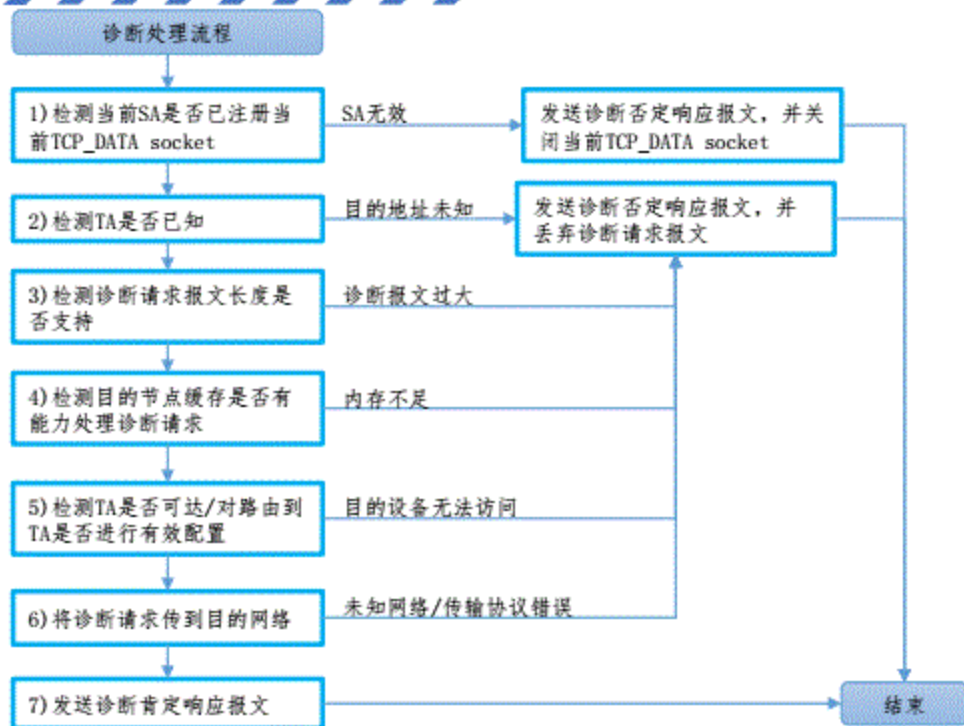 诊断处理流程
1)检测当前SA是否已注册当
前TCP_DATA socket
SA无效
发送诊断否定响应报文，并关
闭当前TCP_DATA socket
2)检测TA是否已知
目的地址未知
发送诊断否定响应报文，并
丢弃诊断请求报文
3)检测诊断请求报文长度是
否支持
诊断报文过大
4)检测目的节点缓存是否有
能力处理诊断请求
内存不足
5)检测TA是否可达/对路由到
TA是否进行有效配置
目的设备无法访问
6)将诊断请求传到目的网络
未知网络/传输协议错误
7)发送诊断肯定响应报文
结束